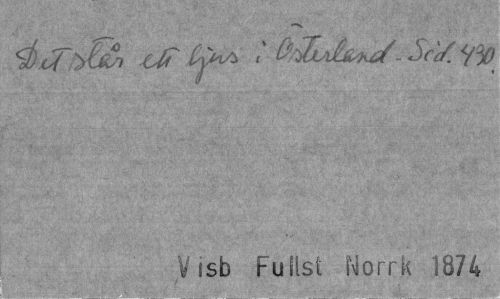 Det står ett ljus i Österland - Sid. 430.
Visb Fullst Norrk 1874